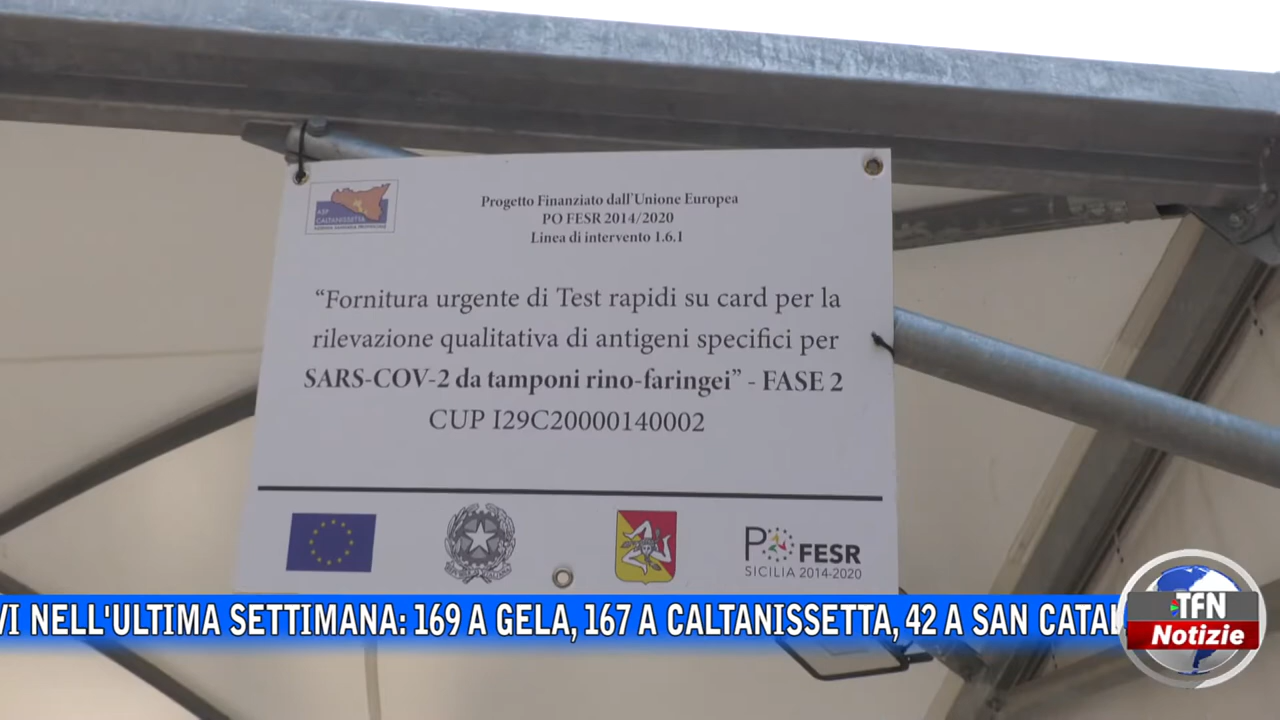 ASP
CALTANISSETTA
Progetto Finanziato dall'Unione Europea
PO FESR 2014/2020
Linea di intervento 1.6.1
“Fornitura urgente di Test rapidi su card per la
rilevazione qualitativa di antigeni specifici per
SARS-COV-2 da tamponi rino-faringei” - FASE 2
CUP I29C20000140002
PO FESR
SICILIA 2014-2020
VI NELL'ULTIMA SETTIMANA: 169 A GELA, 167 A CALTANISSETTA, 42 A SAN CATAL
TFN
Notizie